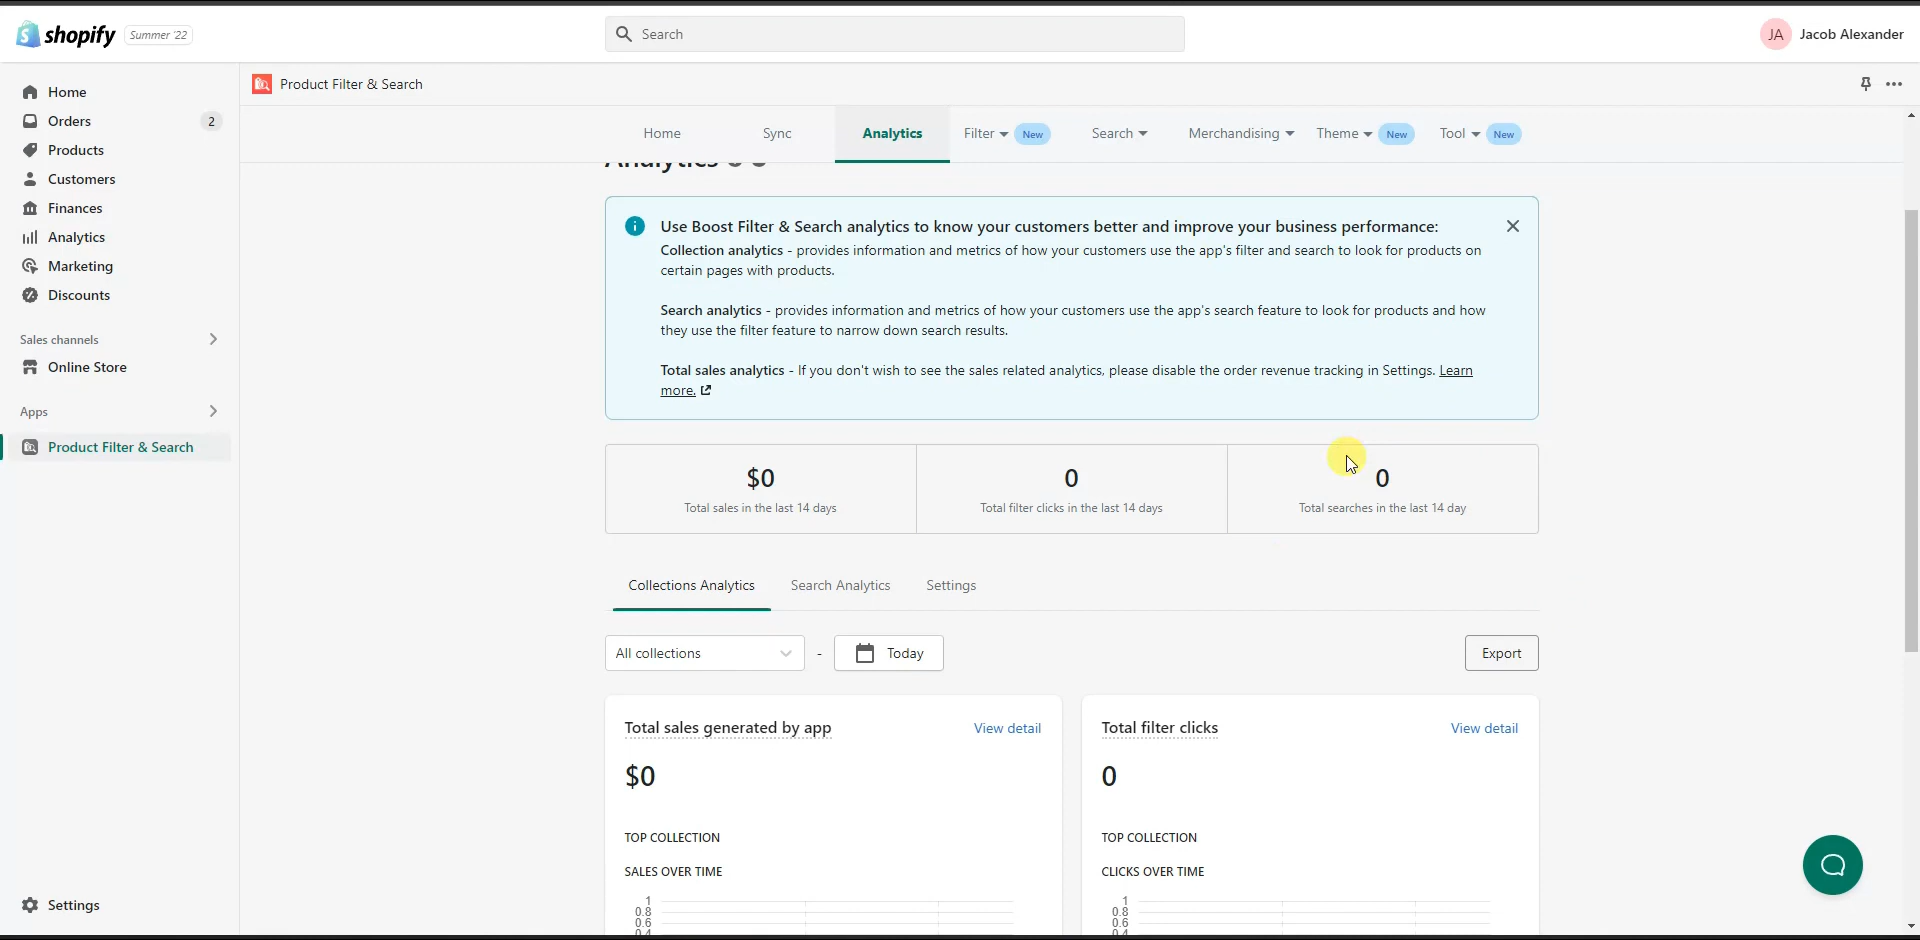 shopify Summer '22
Search
JA Jacob Alexander
Home
Orders 2
Products
Customers
Finances
Analytics
Marketing
Discounts
Sales channels
Online Store
Apps
Product Filter & Search
Settings
Product Filter & Search
Home Sync Analytics Filter New Search Merchandising Theme New Tool New
Analytics
Use Boost Filter & Search analytics to know your customers better and improve your business performance:
Collection analytics - provides information and metrics of how your customers use the app's filter and search to look for products on
certain pages with products.
Search analytics - provides information and metrics of how your customers use the app's search feature to look for products and how
they use the filter feature to narrow down search results.
Total sales analytics - If you don't wish to see the sales related analytics, please disable the order revenue tracking in Settings. Learn
more.
$0
Total sales in the last 14 days
0
Total filter clicks in the last 14 days
0
Total searches in the last 14 day
Collections Analytics Search Analytics Settings
All collections - Today Export
Total sales generated by app View detail
$0
TOP COLLECTION
SALES OVER TIME
1
0.8
0.6
0.4
Total filter clicks View detail
0
TOP COLLECTION
CLICKS OVER TIME
1
0.8
0.6
0.4